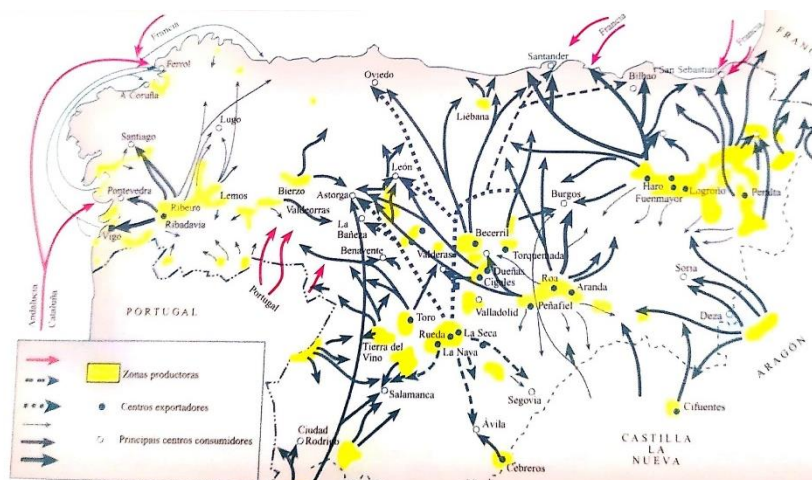 Francia
Ferrol
A Coruña
Santiago
Lugo
Pontevedra
Vigo
Ribeiro
Ribadavia
Lemos
Bierzo
Valdeorras
Oviedo
León
Astorga
La
Bañeza
Benavente
Valderas
Liébana
Santander
Francia
Bilbao
San Sebastián
Francia
FRAN
Burgos
Haro
Fuenmayor
Logroño
Peralta
Becerril
Torquemada
Dueñas
Cigales
Valladolid
Roa
Aranda
Peñafiel
Soria
Deza
ARAGÓN
Toro
Rueda
La Seca
La Nava
Tierra del
Vino
Salamanca
Ciudad
Rodrigo
Segovia
Ávila
Cebreros
Cifuentes
CASTILLA
LA
NUEVA
Portugal
PORTUGAL
Andalucía
Cataluña
Zonas productoras
Centros exportadores
Principais centros consumidores